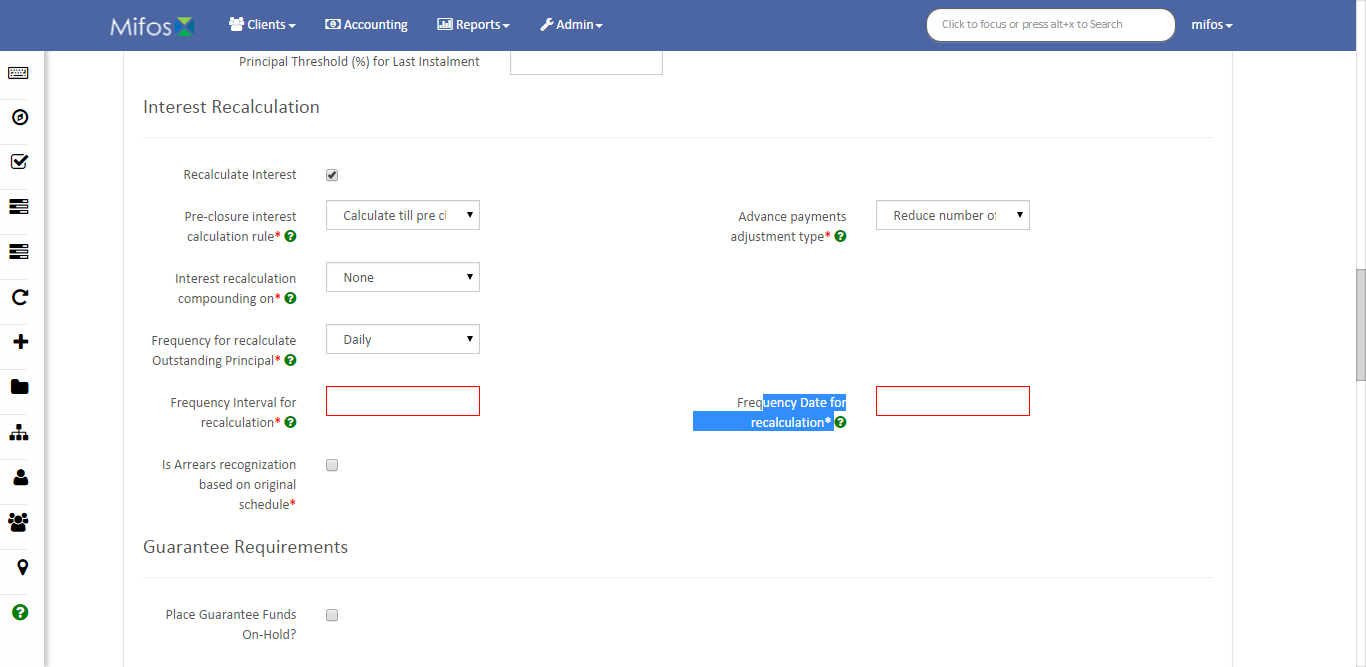 Mifos Clients Accounting Reports Admin Click to focus or press alt+x to Search mifos
Principal Threshold (%) for Last Instalment
Interest Recalculation
Recalculate Interest
Pre-closure interest
calculation rule*
Calculate till pre cl
Advance payments
adjustment type*
Reduce number of
Interest recalculation
compounding on*
None
Frequency for recalculate
Outstanding Principal*
Daily
Frequency Interval for
recalculation*
Frequency Date for
recalculation*
Is Arrears recognization
based on original
schedule*
Guarantee Requirements
Place Guarantee Funds
On-Hold?